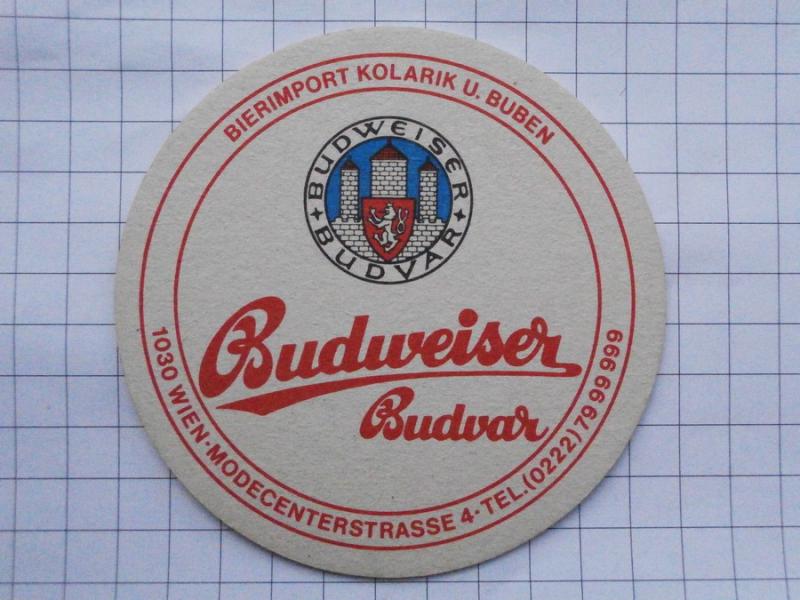 BIERIMPORT KOLARIK U. BUBEN
BUDWEISER
BUDVAR
Budweiser
Budvar
1030 WIEN·MODECENTERSTRASSE 4·TEL.(0222) 79 99 999